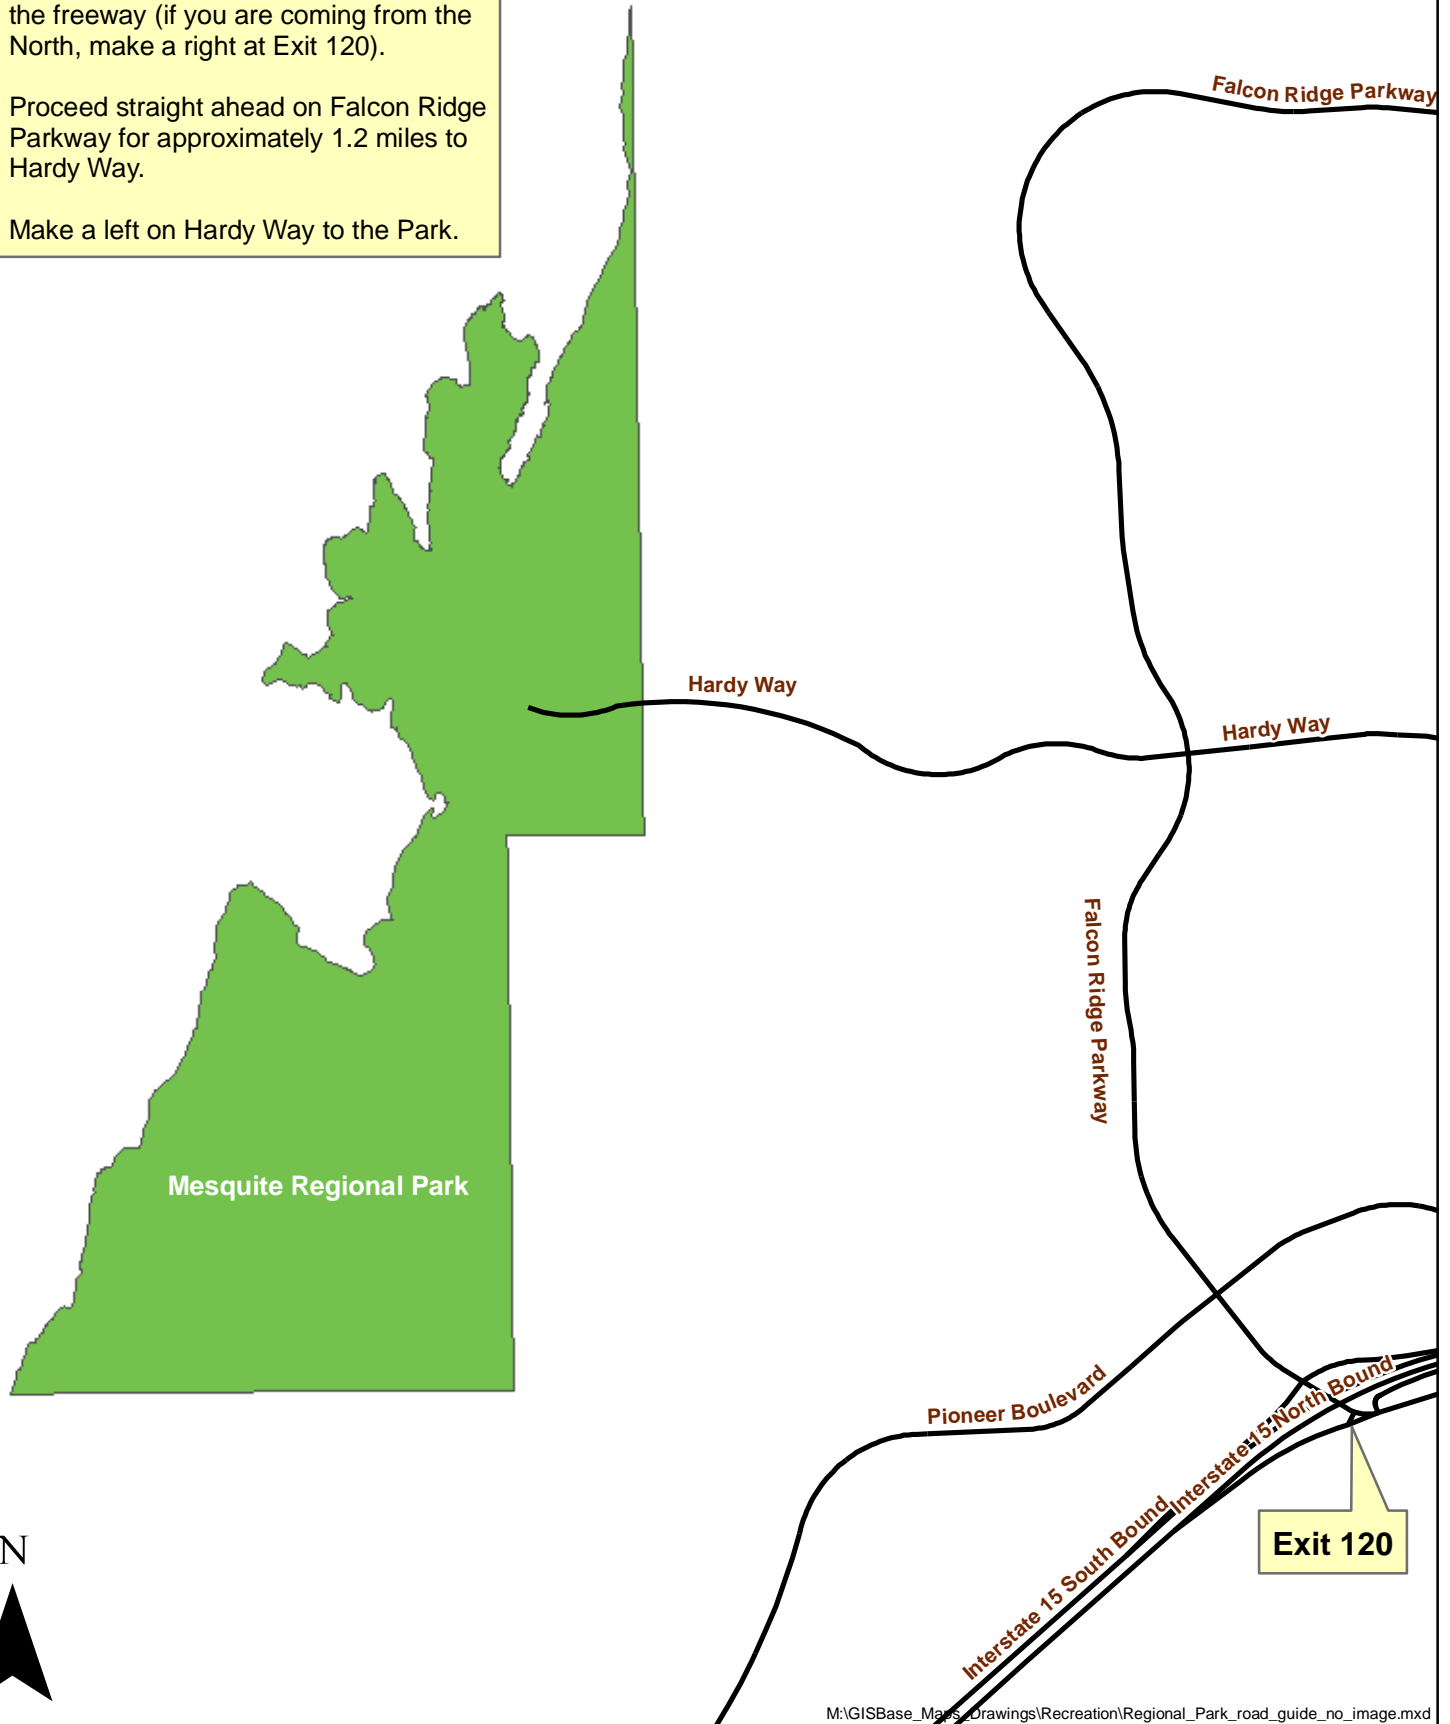 the freeway (if you are coming from the
North, make a right at Exit 120).
Proceed straight ahead on Falcon Ridge
Parkway for approximately 1.2 miles to
Hardy Way.
Make a left on Hardy Way to the Park.
Falcon Ridge Parkway
Hardy Way
Hardy Way
Falcon Ridge Parkway
Mesquite Regional Park
Pioneer Boulevard
Interstate 15 North Bound
Interstate 15 South Bound
Exit 120
N
M:\GISBase_Maps_Drawings\Recreation\Regional_Park_road_guide_no_image.mxd